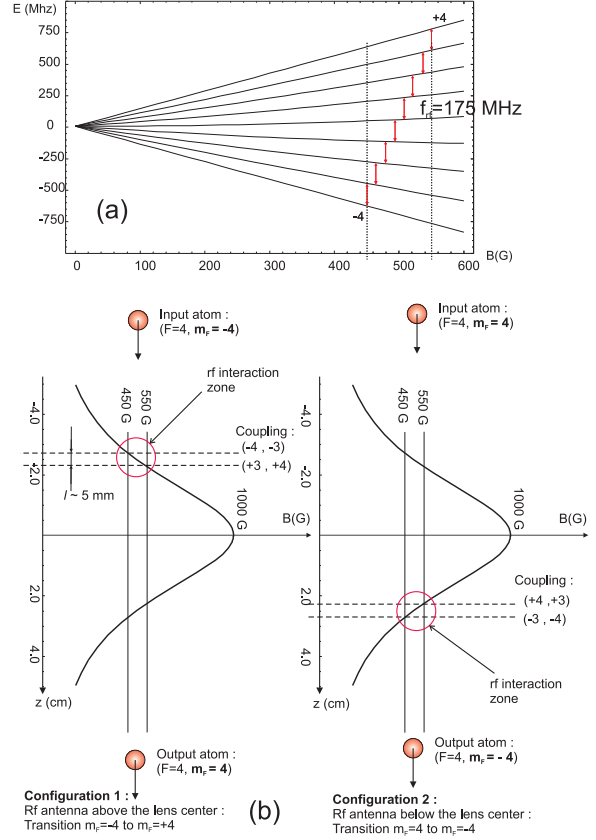 E (Mhz)
750
500
250
0
-250
-500
-750
+4
f_rf=175 MHz
-4
(a)
B(G)
0
100
200
300
400
500
600
Input atom :
(F=4, m_F= -4)
Input atom :
(F=4, m_F= 4)
rf interaction
zone
450 G
550 G
Coupling :
(-4 , -3)
(+3 , +4)
l ~ 5 mm
-4.0
-2.0
2.0
4.0
1000 G
B(G)
z (cm)
-4.0
-2.0
2.0
4.0
450 G
550 G
1000 G
B(G)
Coupling :
(+4 ,+3)
(-3 , -4)
rf interaction
zone
z (cm)
Output atom :
(F=4, m_F= 4)
Output atom :
(F=4, m_F= - 4)
Configuration 1 :
Rf antenna above the lens center :
Transition m_F=-4 to m_F=+4
(b)
Configuration 2 :
Rf antenna below the lens center :
Transition m_F=4 to m_F=-4